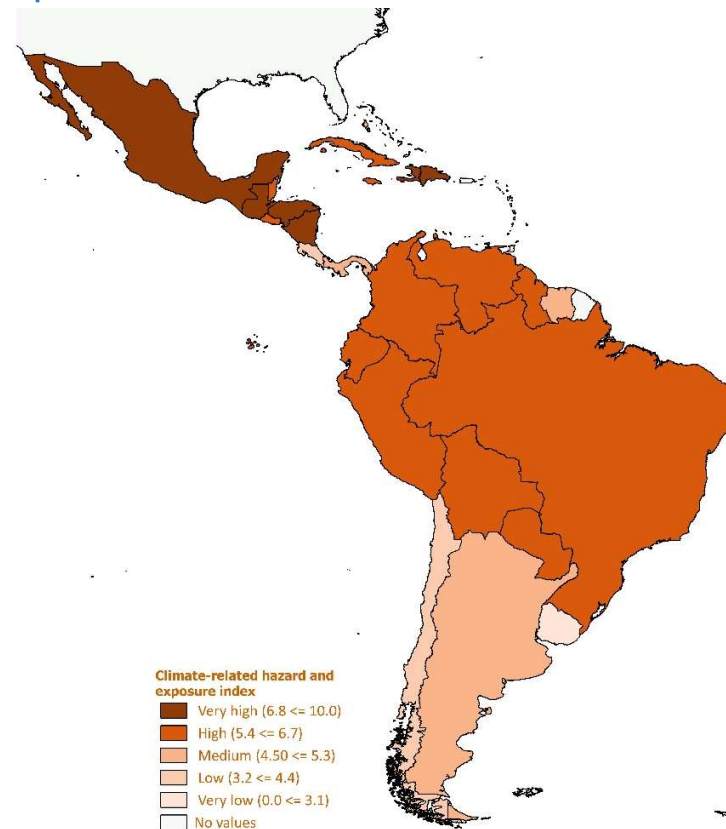 Climate-related hazard and
exposure index
Very high (6.8 <= 10.0)
High (5.4 <= 6.7)
Medium (4.50 <= 5.3)
Low (3.2 <= 4.4)
Very low (0.0 <= 3.1)
No values